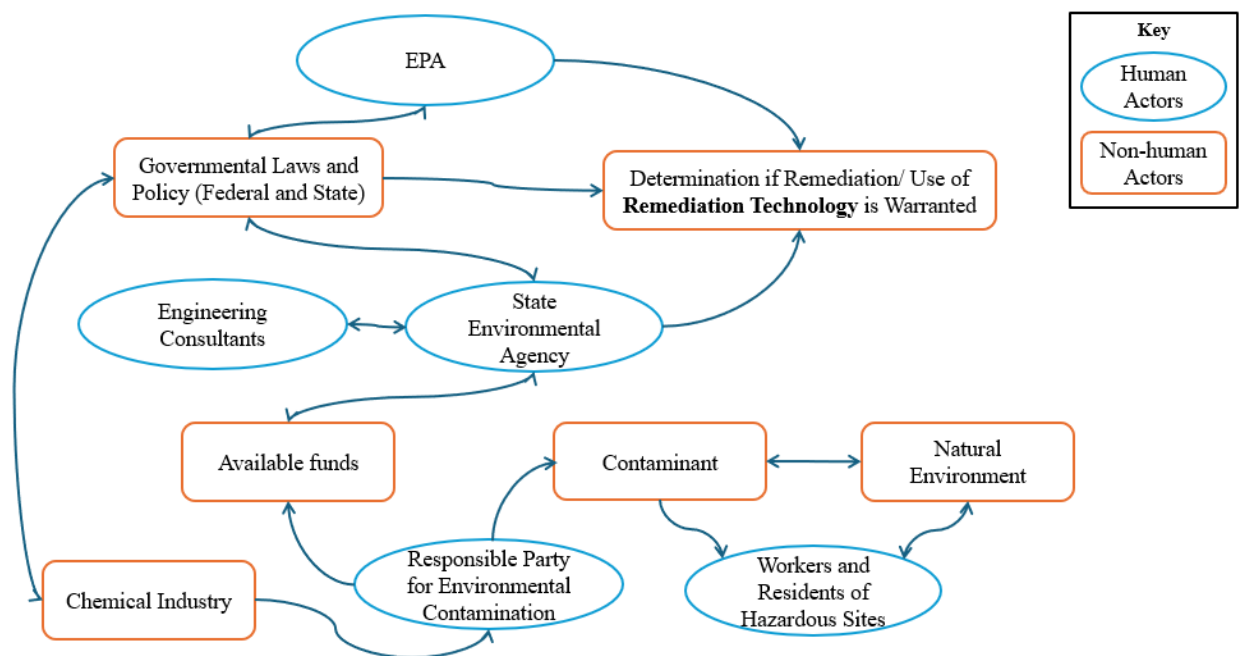 EPA
Key
Human
Actors
Non-human
Actors
Governmental Laws and
Policy (Federal and State)
Determination if Remediation/ Use of
Remediation Technology is Warranted
Engineering
Consultants
State
Environmental
Agency
Available funds
Contaminant
Natural
Environment
Chemical Industry
Responsible Party
for Environmental
Contamination
Workers and
Residents of
Hazardous Sites